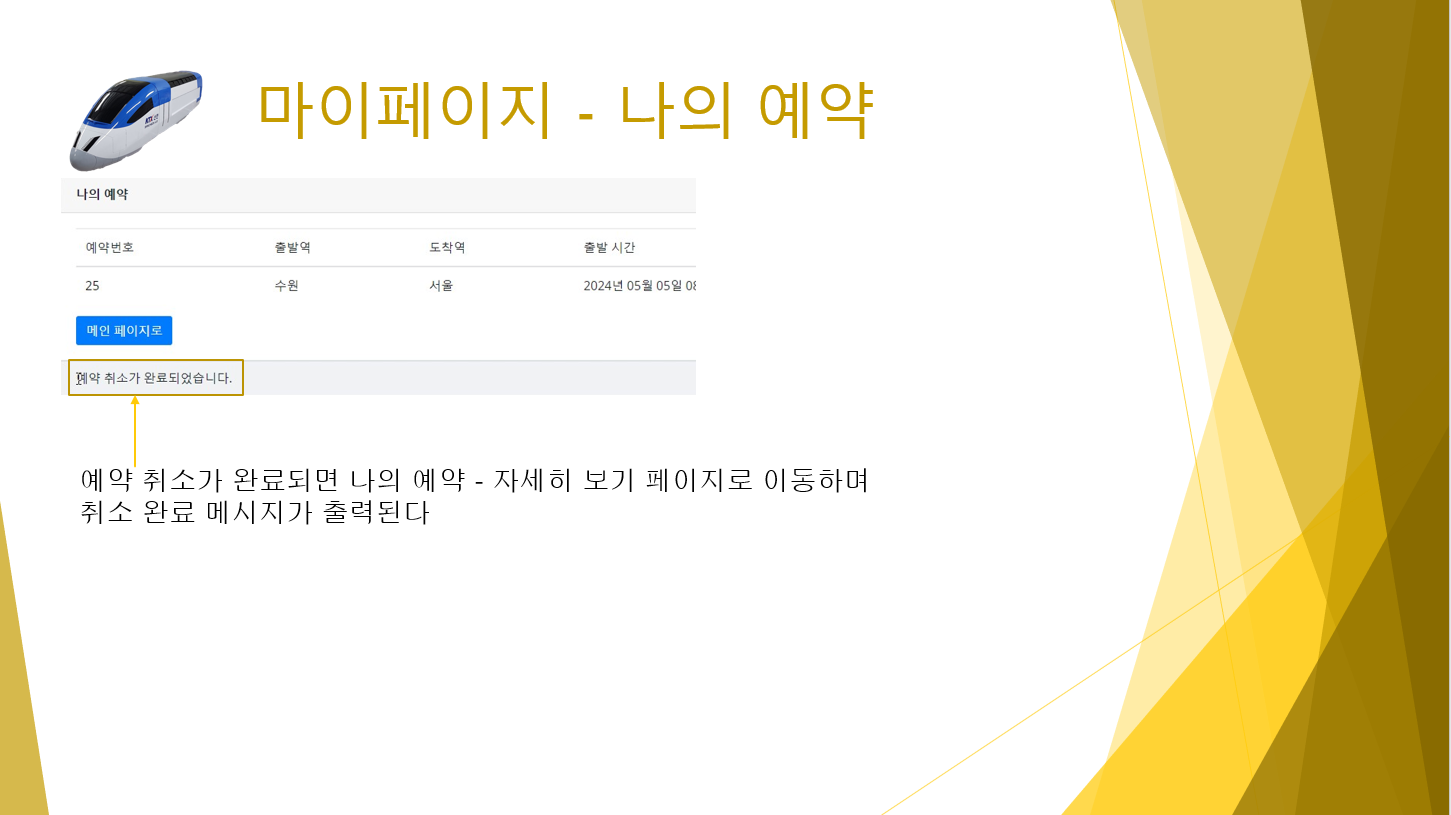 마이페이지 - 나의 예약
나의 예약
예약번호 출발역 도착역 출발 시간
25 수원 서울 2024년 05월 05일 08
메인 페이지로
예약 취소가 완료되었습니다.
예약 취소가 완료되면 나의 예약 - 자세히 보기 페이지로 이동하며
취소 완료 메시지가 출력된다